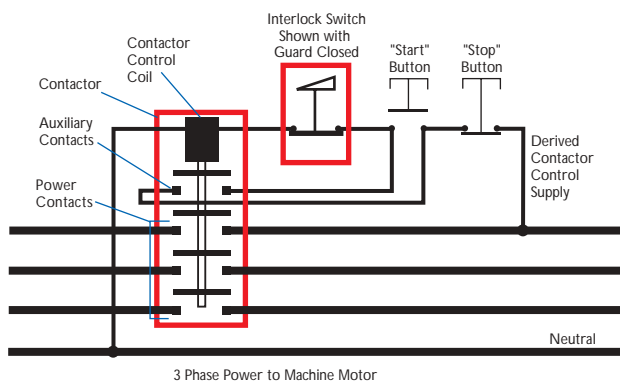 Interlock Switch
Shown with
Guard Closed
Contactor
Control
Coil
"Start"
Button
"Stop"
Button
Contactor
Auxiliary
Contacts
Power
Contacts
Derived
Contactor
Control
Supply
Neutral
3 Phase Power to Machine Motor